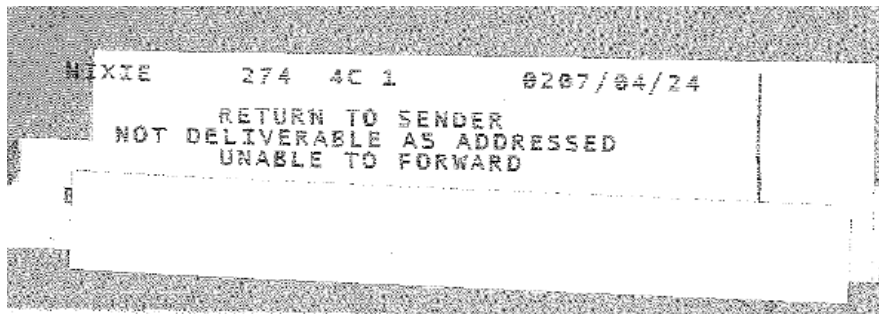 NIXIE 274 4C 1 0207/04/24
RETURN TO SENDER
NOT DELIVERABLE AS ADDRESSED
UNABLE TO FORWARD